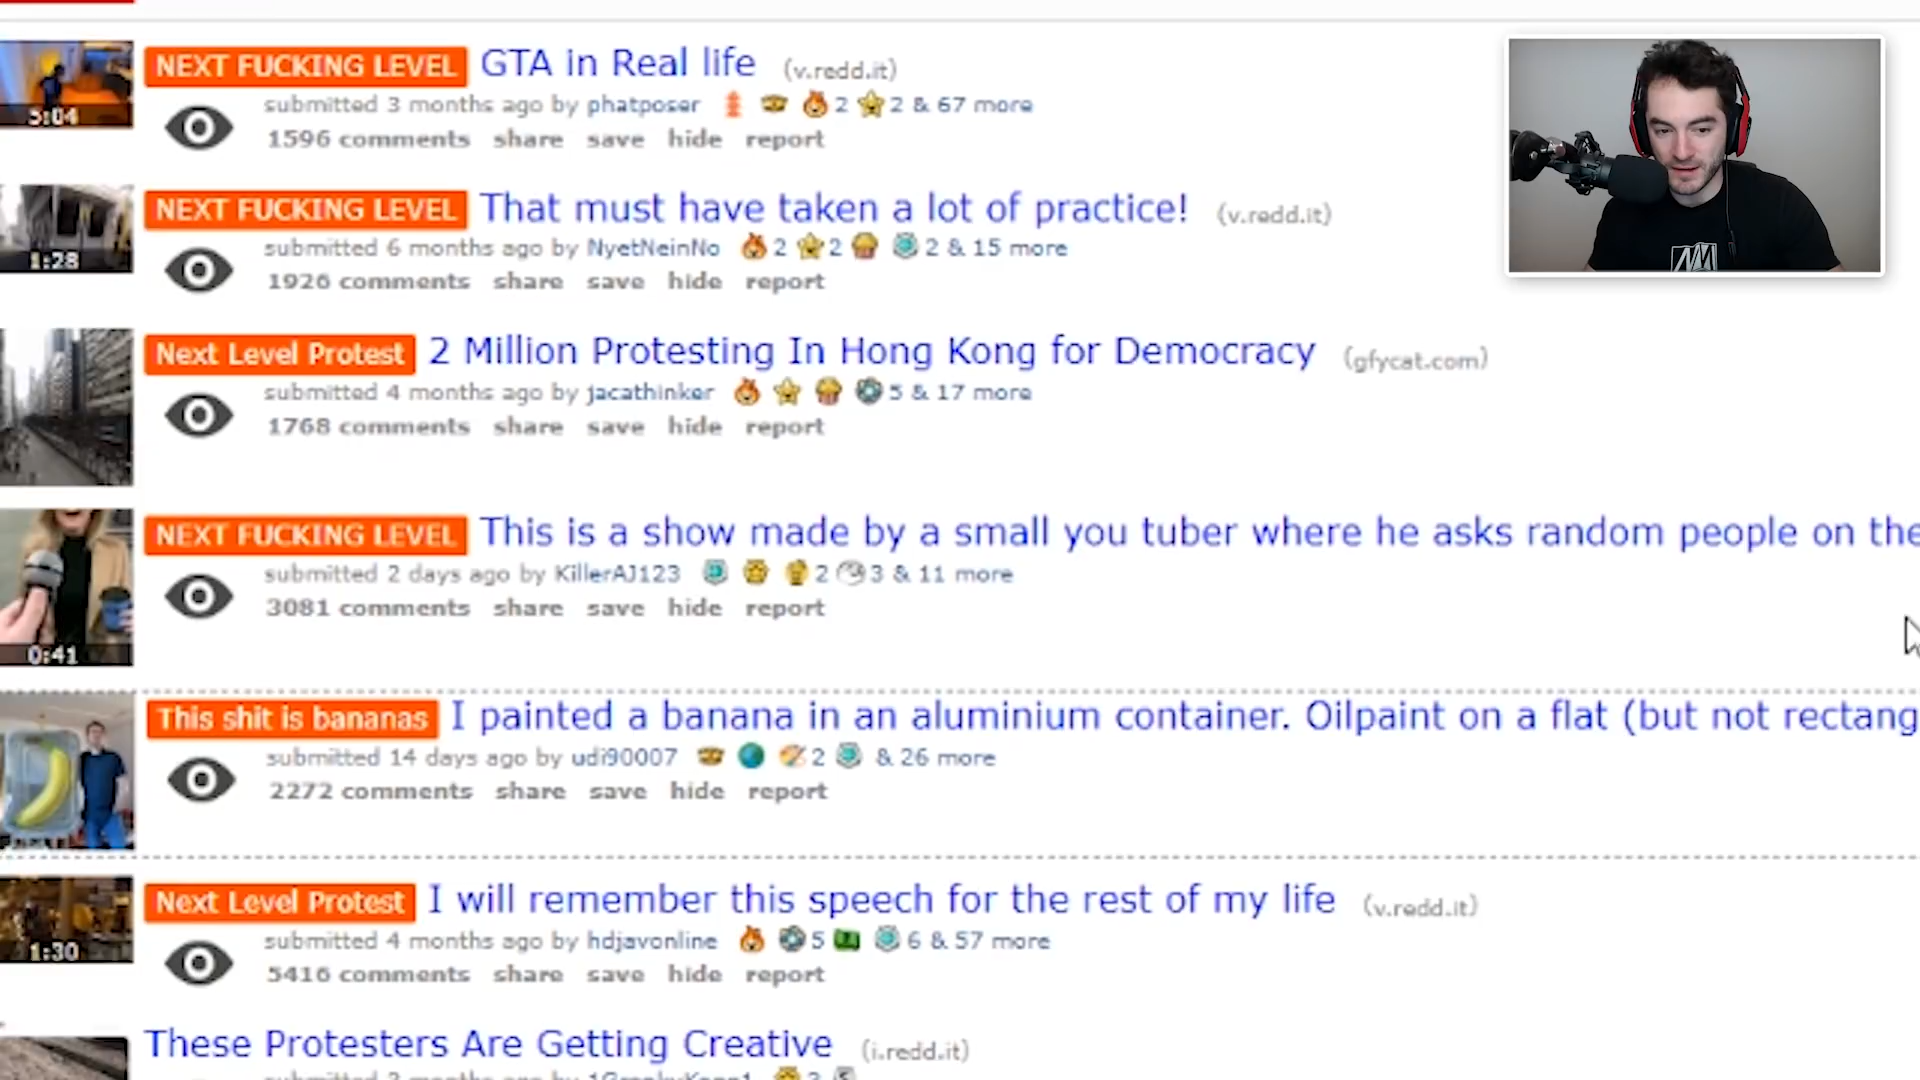 NEXT FUCKING LEVEL GTA in Real life (v.redd.it)
5:04
submitted 3 months ago by phatposer 2 2 & 67 more
1596 comments share save hide report
NEXT FUCKING LEVEL That must have taken a lot of practice! (v.redd.it)
submitted 6 months ago by NyetNeinNo 2 2 2 & 15 more
1:28
1926 comments share save hide report
Next Level Protest 2 Million Protesting In Hong Kong for Democracy (gfycat.com)
submitted 4 months ago by jacathinker 5 & 17 more
1768 comments share save hide report
NEXT FUCKING LEVEL This is a show made by a small you tuber where he asks random people on the
submitted 2 days ago by KillerAJ123 2 3 & 11 more
3081 comments share save hide report
0:41
This shit is bananas I painted a banana in an aluminium container. Oilpaint on a flat (but not rectang
submitted 14 days ago by udi90007 2 & 26 more
2272 comments share save hide report
Next Level Protest I will remember this speech for the rest of my life (v.redd.it)
submitted 4 months ago by hdjavonline 5 6 & 57 more
1:30
5416 comments share save hide report
These Protesters Are Getting Creative (i.redd.it)